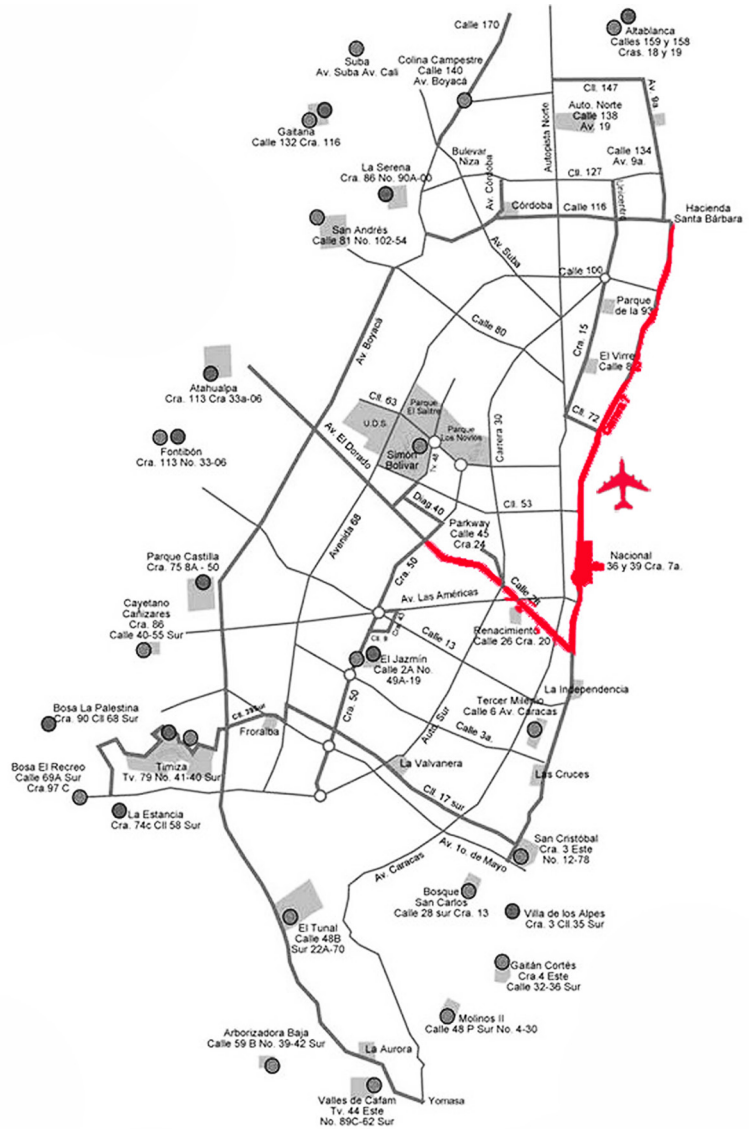 Calle 170
Altablanca
Calles 159 y 158
Cras. 18 y 19
Suba
Av. Suba Av. Cali
Colina Campestre
Calle 140
Av. Boyacá
Cll. 147
Av. 9a
Auto. Norte
Calle 138
Av. 19
Autopista Norte
Gaitana
Calle 132 Cra. 116
Calle 134
Av. 9a.
Bulevar
Niza
La Serena
Cra. 86 No. 90A-00
Av. Córdoba
Cll. 127
Unicentro
Córdoba
Calle 116
Hacienda
Santa Bárbara
San Andrés
Calle 81 No. 102-54
Av. Suba
Calle 100
Parque
de la 93
Av. Boyacá
Calle 80
Cra. 15
El Virrey
Atahualpa
Cra. 113 Cra 33a-06
Cll. 63
Parque
El Salitre
U.D.S.
Parque
Los Novios
Carrera 30
Cll. 72
Carrera 7
Av. El Dorado
Fontibón
Cra. 113 No. 33-06
Simón
Bolívar
Tv. 48
Diag.40
Cll. 53
Avenida 68
Parkway
Calle 45
Cra.24
Nacional
36 y 39 Cra. 7a.
Parque Castilla
Cra. 75 8A - 50
Cra. 50
Calle 26
Av. Las Américas
Cayetano
Cañizares
Cra. 86
Calle 40-55 Sur
Cll. 8
Calle 13
Renacimiento
Calle 26 Cra. 20
El Jazmín
Calle 2A No.
49A-19
La Independencia
Bosa La Palestina
Cra. 90 Cll 68 Sur
Cll. 39Sur
Cra. 50
Auto. Sur
Tercer Milenio
Calle 6 Av. Caracas
Froralba
Calle 3a.
Bosa El Recreo
Calle 69A Sur
Cra.97 C
Timiza
Tv. 79 No. 41-40 Sur
La Valvanera
Las Cruces
Cll. 17 sur
La Estancia
Cra. 74c Cll 58 Sur
San Cristóbal
Cra. 3 Este
No. 12-78
Av. 1o. de Mayo
Av. Caracas
Bosque
San Carlos
Calle 28 sur Cra. 13
Villa de los Alpes
Cra. 3 Cll.35 Sur
El Tunal
Calle 48B
Sur 22A-70
Gaitán Cortés
Cra.4 Este
Calle 32-36 Sur
Molinos II
Calle 48 P Sur No. 4-30
Arborizadora Baja
Calle 59 B No. 39-42 Sur
La Aurora
Valles de Cafam
Tv. 44 Este
No. 89C-62 Sur
Yomasa